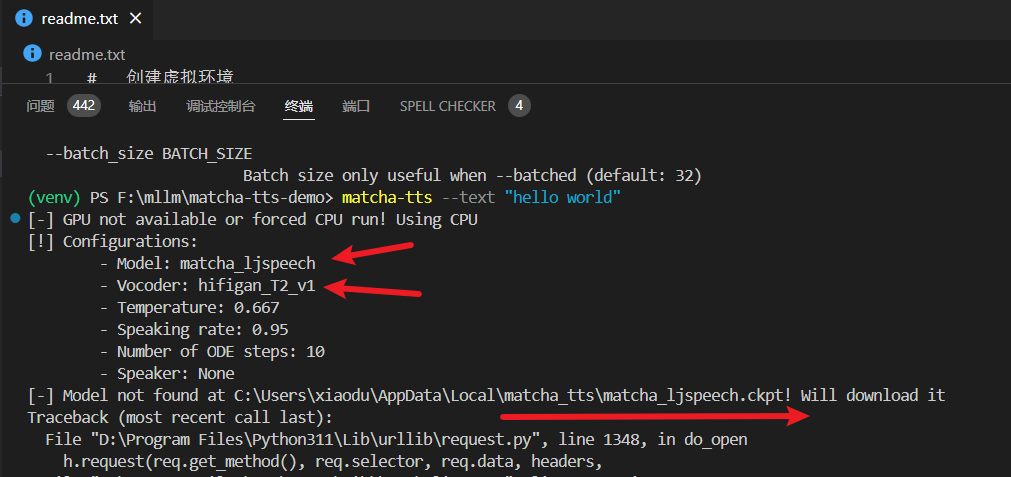 readme.txt
readme.txt
1 # 创建虚拟环境
问题 442 输出 调试控制台 终端 端口 SPELL CHECKER 4
--batch_size BATCH_SIZE
Batch size only useful when --batched (default: 32)
(venv) PS F:\mllm\matcha-tts-demo> matcha-tts --text "hello world"
[-] GPU not available or forced CPU run! Using CPU
[!] Configurations:
- Model: matcha_ljspeech
- Vocoder: hifigan_T2_v1
- Temperature: 0.667
- Speaking rate: 0.95
- Number of ODE steps: 10
- Speaker: None
[-] Model not found at C:\Users\xiaodu\AppData\Local\matcha_tts\matcha_ljspeech.ckpt! Will download it
Traceback (most recent call last):
File "D:\Program Files\Python311\Lib\urllib\request.py", line 1348, in do_open
h.request(req.get_method(), req.selector, req.data, headers,